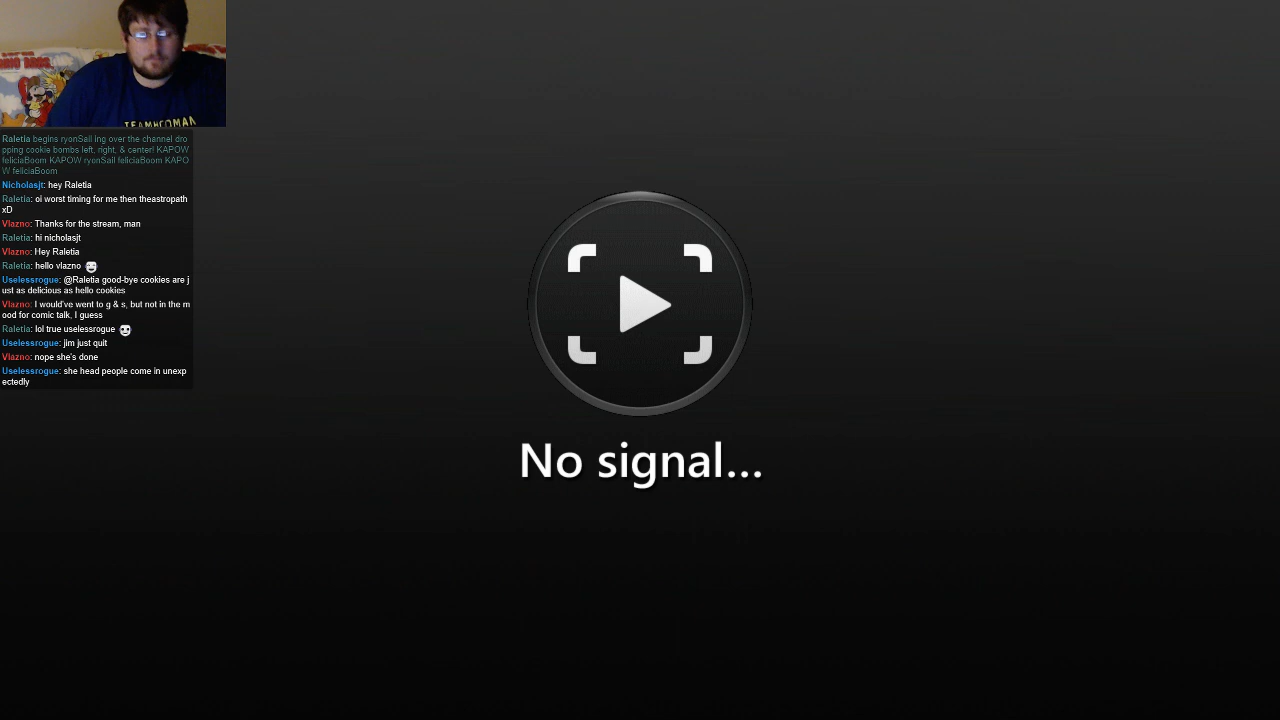 RIO BROS.
TEAMHCOMAN
Raletia begins ryonSail ing over the channel dro
pping cookie bombs left, right, & center! KAPOW
feliciaBoom KAPOW ryonSail feliciaBoom KAPO
W feliciaBoom
Nicholasjt: hey Raletia
Raletia: oi worst timing for me then theastropath
xD
Vlazno: Thanks for the stream, man
Raletia: hi nicholasjt
Vlazno: Hey Raletia
Raletia: hello vlazno
Uselessrogue: @Raletia good-bye cookies are j
ust as delicious as hello cookies
Vlazno: I would've went to g & s, but not in the m
ood for comic talk, I guess
Raletia: lol true uselessrogue
Uselessrogue: jim just quit
Vlazno: nope she's done
Uselessrogue: she head people come in unexp
ectedly
No signal...